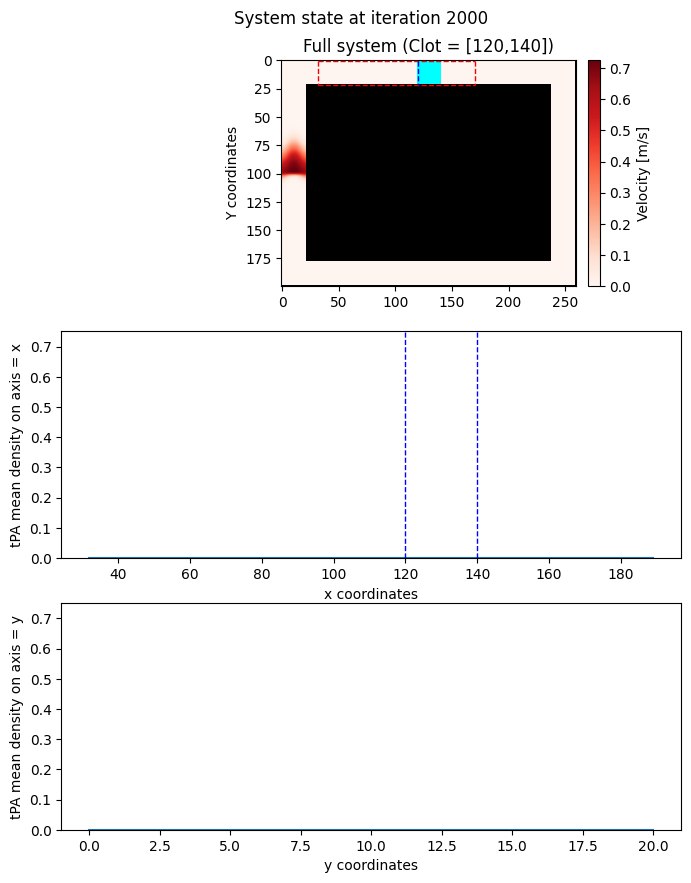 System state at iteration 2000
Full system (Clot = [120,140])
0
25
50
75
100
125
150
175
Y coordinates
0 50 100 150 200 250
0.7
0.6
0.5
0.4
0.3
0.2
0.1
0.0
Velocity [m/s]
0.7
0.6
0.5
0.4
0.3
0.2
0.1
0.0
tPA mean density on axis = x
40 60 80 100 120 140 160 180
x coordinates
0.7
0.6
0.5
0.4
0.3
0.2
0.1
0.0
tPA mean density on axis = y
0.0 2.5 5.0 7.5 10.0 12.5 15.0 17.5 20.0
y coordinates